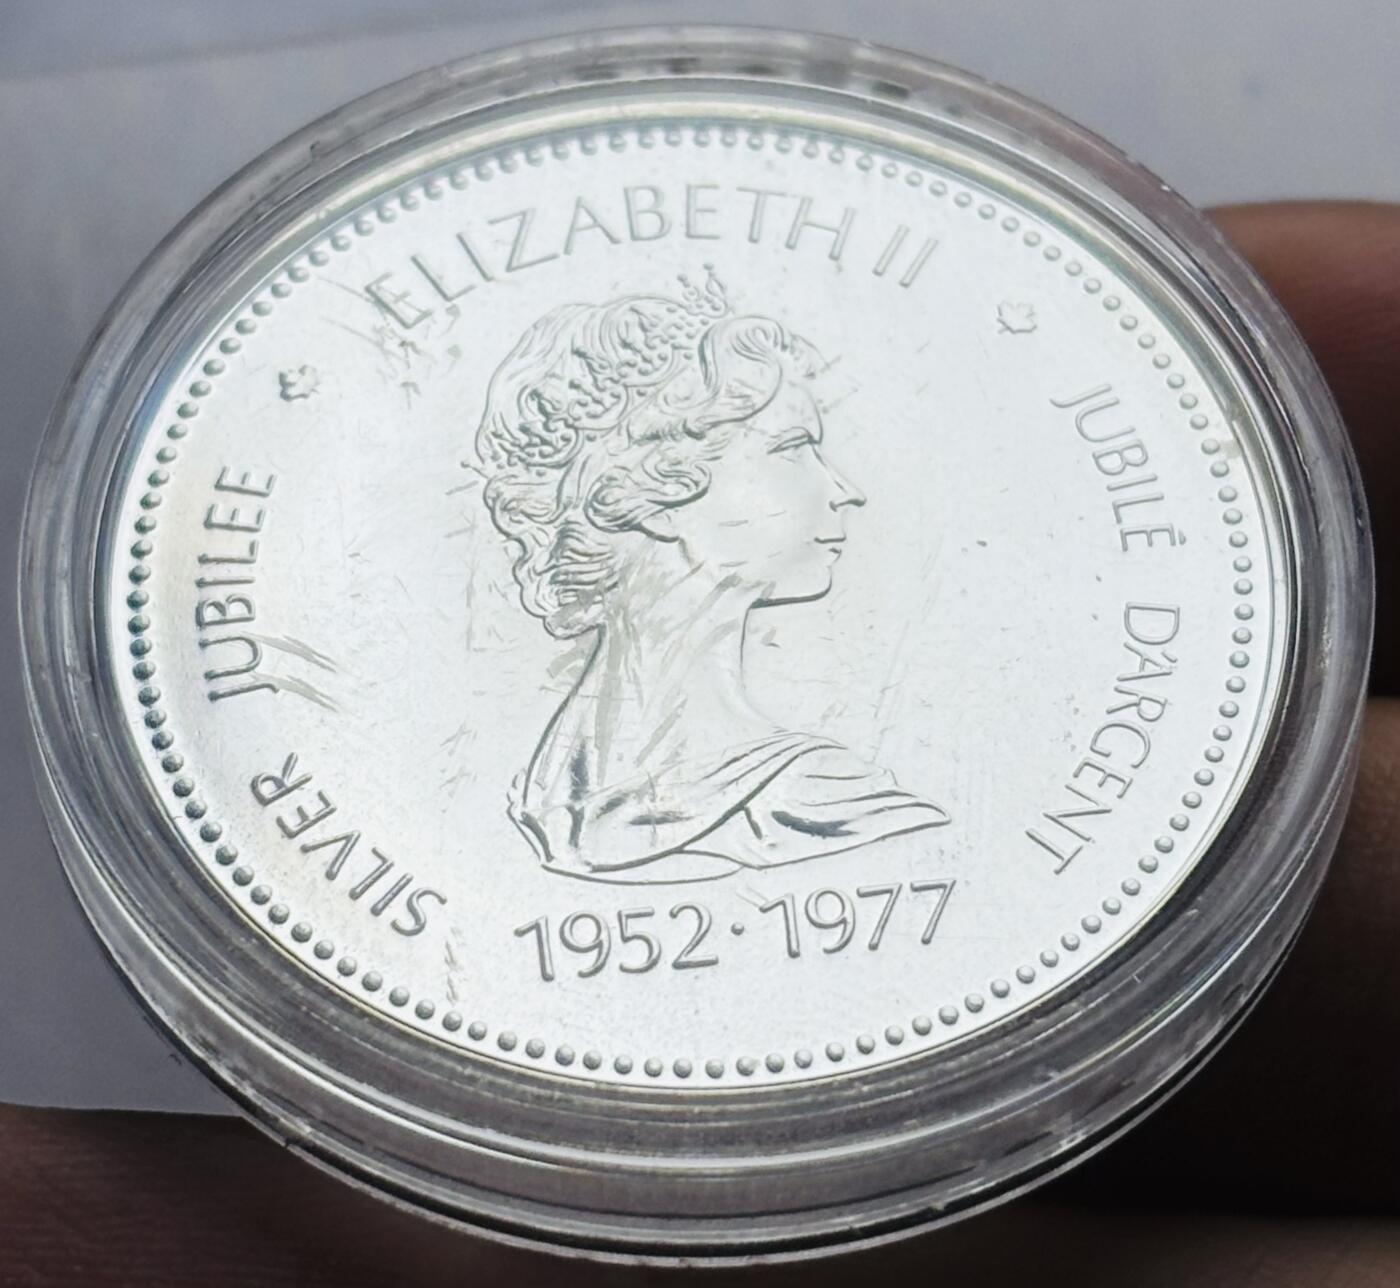 ELIZABETH II
SILVER JUBILEE
JUBILÉ D'ARGENT
1952·1977